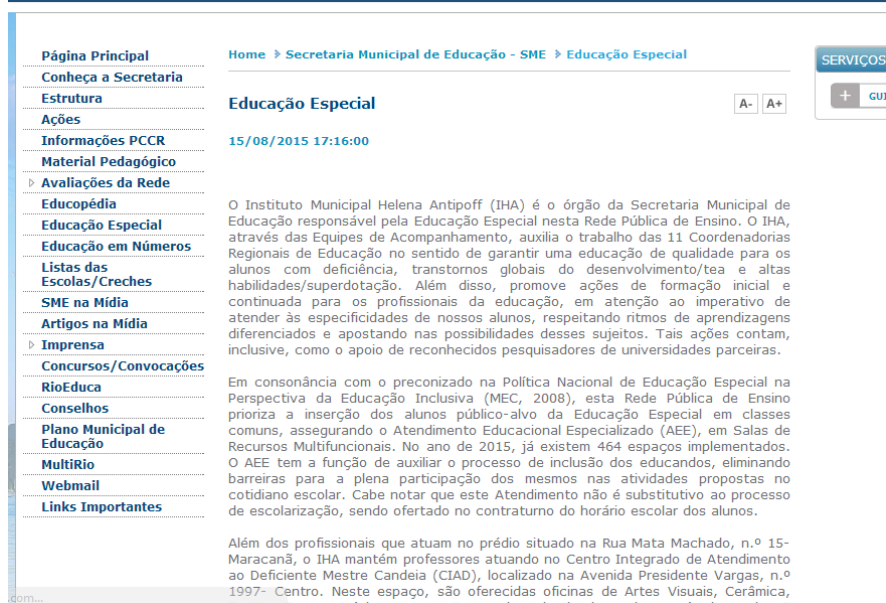 Página Principal
Conheça a Secretaria
Estrutura
Ações
Informações PCCR
Material Pedagógico
Avaliações da Rede
Educopédia
Educação Especial
Educação em Números
Listas das
Escolas/Creches
SME na Mídia
Artigos na Mídia
Imprensa
Concursos/Convocações
RioEduca
Conselhos
Plano Municipal de
Educação
MultiRio
Webmail
Links Importantes
Home Secretaria Municipal de Educação - SME Educação Especial
Educação Especial
A- A+
15/08/2015 17:16:00
O Instituto Municipal Helena Antipoff (IHA) é o órgão da Secretaria Municipal de
Educação responsável pela Educação Especial nesta Rede Pública de Ensino. O IHA,
através das Equipes de Acompanhamento, auxilia o trabalho das 11 Coordenadorias
Regionais de Educação no sentido de garantir uma educação de qualidade para os
alunos com deficiência, transtornos globais do desenvolvimento/tea e altas
habilidades/superdotação. Além disso, promove ações de formação inicial e
continuada para os profissionais da educação, em atenção ao imperativo de
atender às especificidades de nossos alunos, respeitando ritmos de aprendizagens
diferenciados e apostando nas possibilidades desses sujeitos. Tais ações contam,
inclusive, como o apoio de reconhecidos pesquisadores de universidades parceiras.
Em consonância com o preconizado na Política Nacional de Educação Especial na
Perspectiva da Educação Inclusiva (MEC, 2008), esta Rede Pública de Ensino
prioriza a inserção dos alunos público-alvo da Educação Especial em classes
comuns, assegurando o Atendimento Educacional Especializado (AEE), em Salas de
Recursos Multifuncionais. No ano de 2015, já existem 464 espaços implementados.
O AEE tem a função de auxiliar o processo de inclusão dos educandos, eliminando
barreiras para a plena participação dos mesmos nas atividades propostas no
cotidiano escolar. Cabe notar que este Atendimento não é substitutivo ao processo
de escolarização, sendo ofertado no contraturno do horário escolar dos alunos.
Além dos profissionais que atuam no prédio situado na Rua Mata Machado, n.º 15-
Maracanã, o IHA mantém professores atuando no Centro Integrado de Atendimento
ao Deficiente Mestre Candeia (CIAD), localizado na Avenida Presidente Vargas, n.º
1997- Centro. Neste espaço, são oferecidas oficinas de Artes Visuais, Cerâmica,
SERVIÇOS
+ GUI
.com...